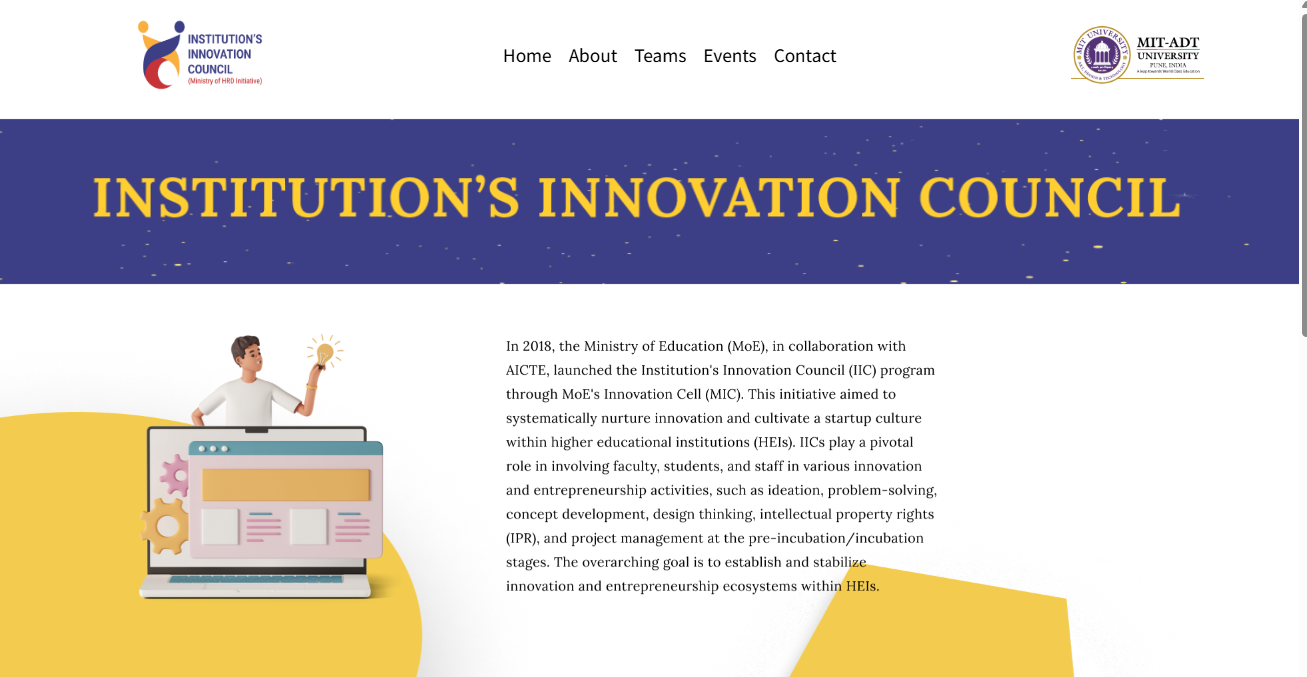 INSTITUTION'S
INNOVATION
COUNCIL
(Ministry of HRD Initiative)
Home About Teams Events Contact
MIT-ADT
UNIVERSITY
PUNE, INDIA
A leap towards World Class Education
INSTITUTION’S INNOVATION COUNCIL
In 2018, the Ministry of Education (MoE), in collaboration with
AICTE, launched the Institution's Innovation Council (IIC) program
through MoE's Innovation Cell (MIC). This initiative aimed to
systematically nurture innovation and cultivate a startup culture
within higher educational institutions (HEIs). IICs play a pivotal
role in involving faculty, students, and staff in various innovation
and entrepreneurship activities, such as ideation, problem-solving,
concept development, design thinking, intellectual property rights
(IPR), and project management at the pre-incubation/incubation
stages. The overarching goal is to establish and stabilize
innovation and entrepreneurship ecosystems within HEIs.